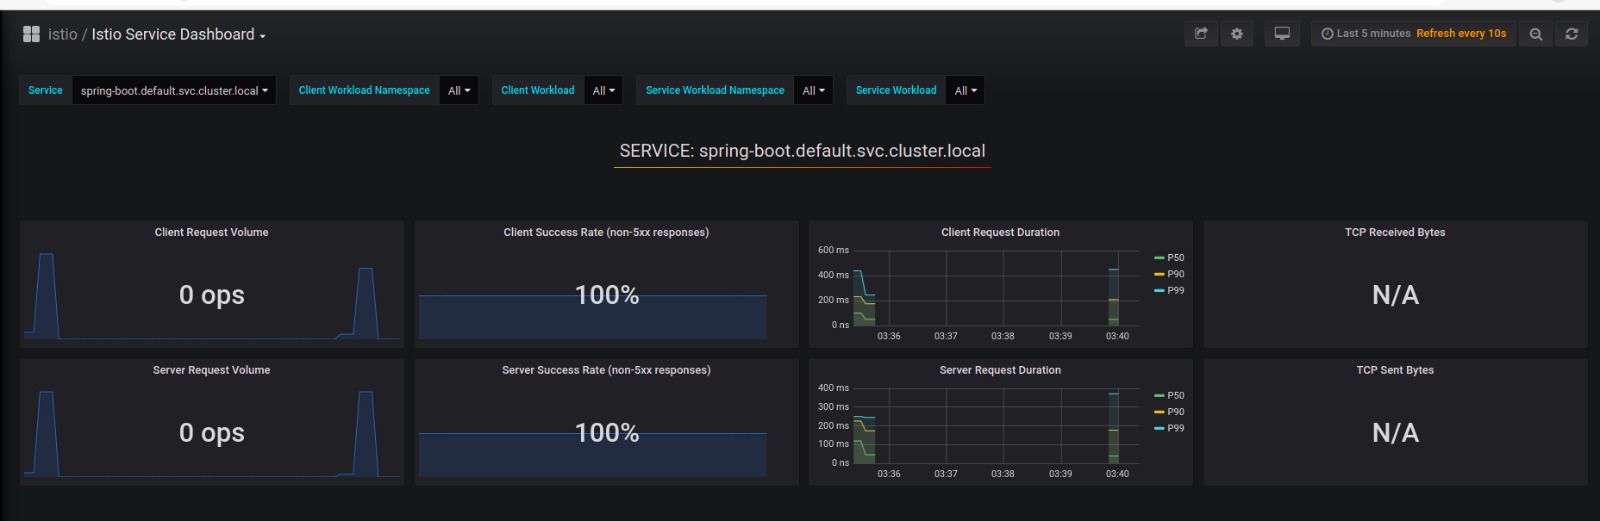 istio / Istio Service Dashboard
Last 5 minutes Refresh every 10s
Service spring-boot.default.svc.cluster.local Client Workload Namespace All Client Workload All Service Workload Namespace All Service Workload All
SERVICE: spring-boot.default.svc.cluster.local
Client Request Volume
0 ops
Client Success Rate (non-5xx responses)
100%
Client Request Duration
600 ms
400 ms
200 ms
0 ns
03:36 03:37 03:38 03:39 03:40
P50
P90
P99
TCP Received Bytes
N/A
Server Request Volume
0 ops
Server Success Rate (non-5xx responses)
100%
Server Request Duration
400 ms
300 ms
200 ms
100 ms
0 ns
03:36 03:37 03:38 03:39 03:40
P50
P90
P99
TCP Sent Bytes
N/A